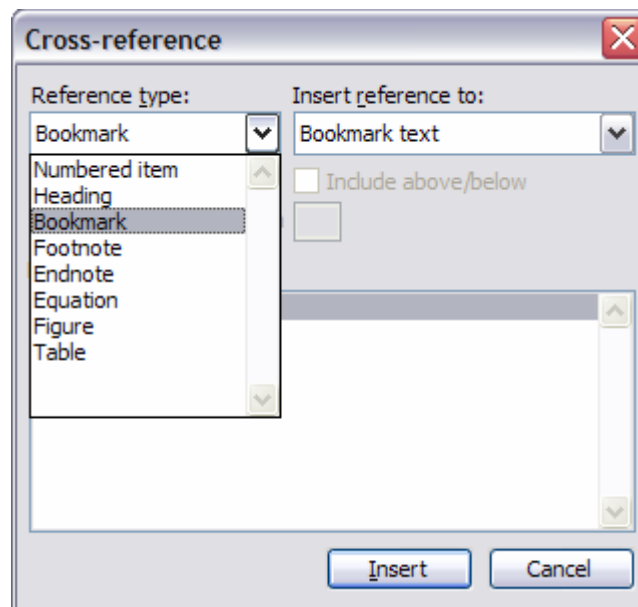 Cross-reference
Reference type:
Insert reference to:
Bookmark
Bookmark text
Numbered item
Heading
Bookmark
Footnote
Endnote
Equation
Figure
Table
Include above/below
Insert
Cancel